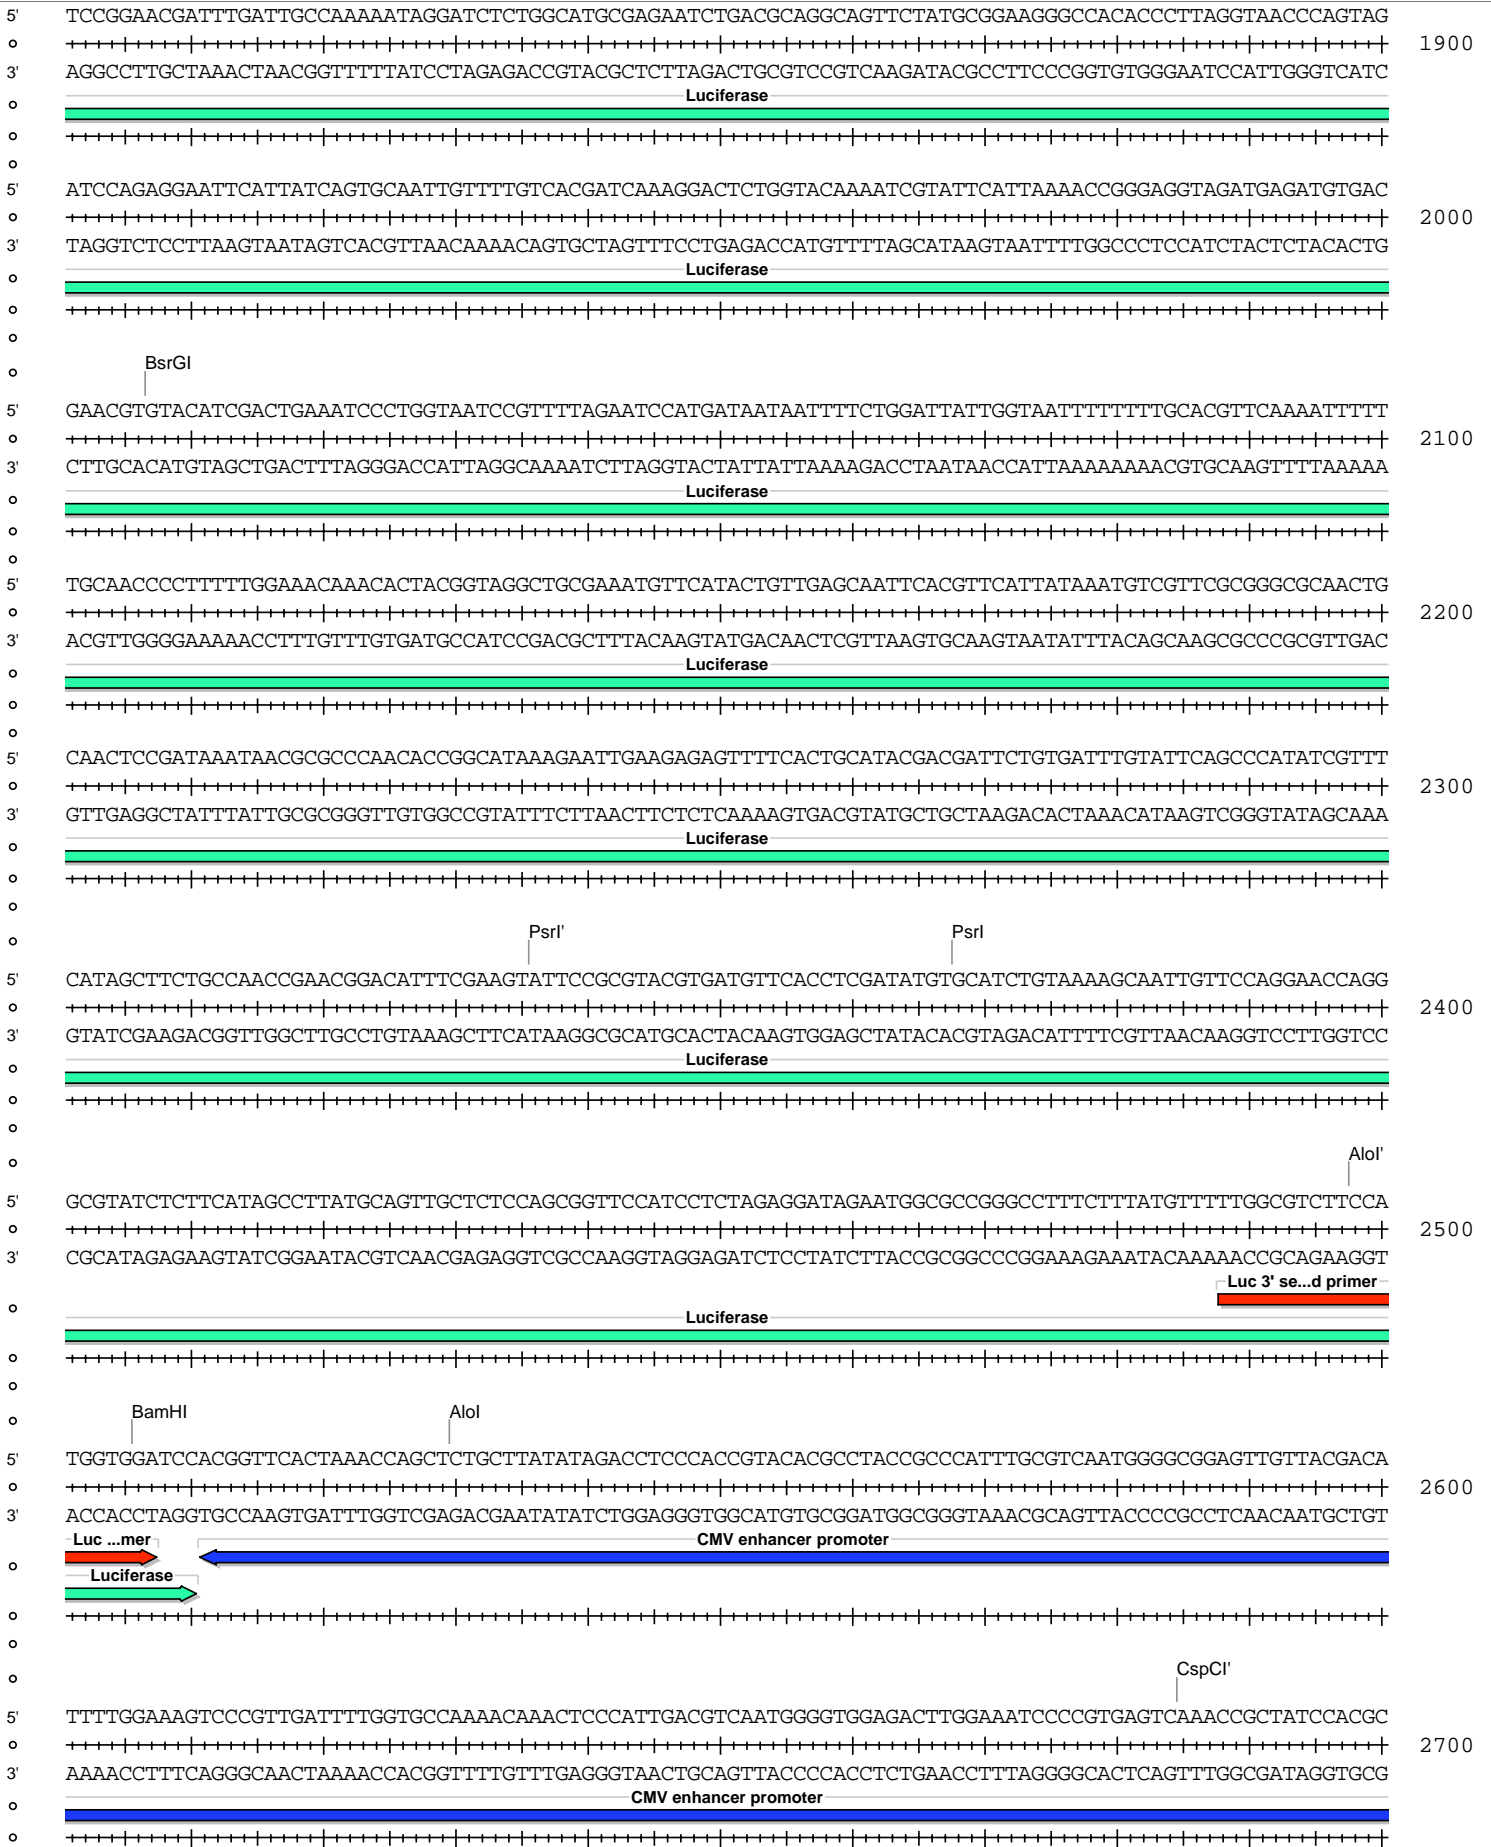 5' TCCGGAACGATTTGATTGCCAAAAATAGGATCTCTGGCATGCGAGAATCTGACGCAGGCAGTTCTATGCGGAAGGGCCACACCCTTAGGTAACCCAGTAG
1900
3' AGGCCTTGCTAAACTAACGGTTTTTATCCTAGAGACCGTACGCTCTTAGACTGCGTCCGTCAAGATACGCCTTCCCGGTGTGGGAATCCATTGGGTCATC
Luciferase
5' ATCCAGAGGAATTCATTATCAGTGCAATTGTTTTGTCACGATCAAAGGACTCTGGTACAAAATCGTATTCATTAAAACCGGGAGGTAGATGAGATGTGAC
2000
3' TAGGTCTCCTTAAGTAATAGTCACGTTAACAAAACAGTGCTAGTTTCCTGAGACCATGTTTTAGCATAAGTAATTTTGGCCCTCCATCTACTCTACACTG
Luciferase
BsrGI
5' GAACGTGTACATCGACTGAAATCCCTGGTAATCCGTTTTAGAATCCATGATAATAATTTTCTGGATTATTGGTAATTTTTTTTGCACGTTCAAAATTTTT
2100
3' CTTGCACATGTAGCTGACTTTAGGGACCATTAGGCAAAATCTTAGGTACTATTATTAAAAGACCTAATAACCATTAAAAAAAACGTGCAAGTTTTAAAAA
Luciferase
5' TGCAACCCCTTTTTGGAAACAAACACTACGGTAGGCTGCGAAATGTTCATACTGTTGAGCAATTCACGTTCATTATAAATGTCGTTCGCGGGCGCAACTG
2200
3' ACGTTGGGGAAAAACCTTTGTTTGTGATGCCATCCGACGCTTTACAAGTATGACAACTCGTTAAGTGCAAGTAATATTTACAGCAAGCGCCCGCGTTGAC
Luciferase
5' CAACTCCGATAAATAACGCGCCCAACACCGGCATAAAGAATTGAAGAGAGTTTTCACTGCATACGACGATTCTGTGATTTGTATTCAGCCCATATCGTTT
2300
3' GTTGAGGCTATTTATTGCGCGGGTTGTGGCCGTATTTCTTAACTTCTCTCAAAAGTGACGTATGCTGCTAAGACACTAAACATAAGTCGGGTATAGCAAA
Luciferase
PsrI' PsrI
5' CATAGCTTCTGCCAACCGAACGGACATTTCGAAGTATTCCGCGTACGTGATGTTCACCTCGATATGTGCATCTGTAAAAGCAATTGTTCCAGGAACCAGG
2400
3' GTATCGAAGACGGTTGGCTTGCCTGTAAAGCTTCATAAGGCGCATGCACTACAAGTGGAGCTATACACGTAGACATTTTCGTTAACAAGGTCCTTGGTCC
Luciferase
AloI'
5' GCGTATCTCTTCATAGCCTTATGCAGTTGCTCTCCAGCGGTTCCATCCTCTAGAGGATAGAATGGCGCCGGGCCTTTCTTTATGTTTTTGGCGTCTTCCA
2500
3' CGCATAGAGAAGTATCGGAATACGTCAACGAGAGGTCGCCAAGGTAGGAGATCTCCTATCTTACCGCGGCCCGGAAAGAAATACAAAAACCGCAGAAGGT
Luc 3' se...d primer
Luciferase
BamHI AloI
5' TGGTGGATCCACGGTTCACTAAACCAGCTCTGCTTATATAGACCTCCCACCGTACACGCCTACCGCCCATTTGCGTCAATGGGGCGGAGTTGTTACGACA
2600
3' ACCACCTAGGTGCCAAGTGATTTGGTCGAGACGAATATATCTGGAGGGTGGCATGTGCGGATGGCGGGTAAACGCAGTTACCCCGCCTCAACAATGCTGT
Luc ...mer CMV enhancer promoter
Luciferase
CspCI'
5' TTTTGGAAAGTCCCGTTGATTTTGGTGCCAAAACAAACTCCCATTGACGTCAATGGGGTGGAGACTTGGAAATCCCCGTGAGTCAAACCGCTATCCACGC
2700
3' AAAACCTTTCAGGGCAACTAAAACCACGGTTTTGTTTGAGGGTAACTGCAGTTACCCCACCTCTGAACCTTTAGGGGCACTCAGTTTGGCGATAGGTGCG
CMV enhancer promoter